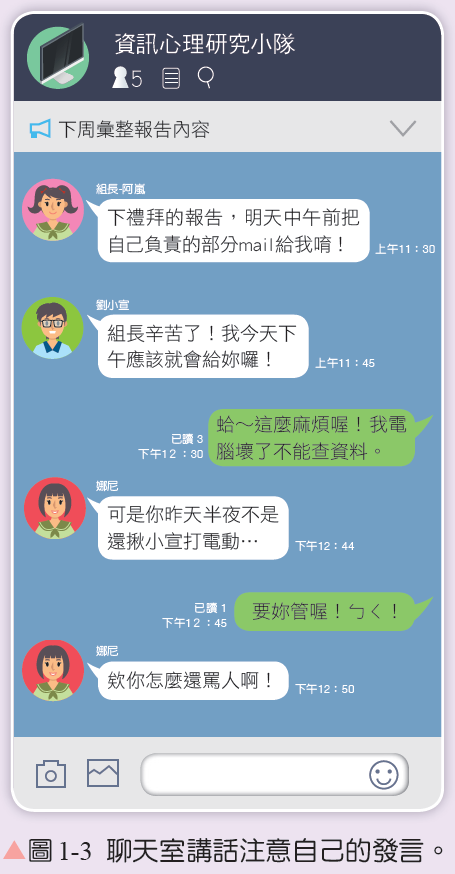 資訊心理研究小隊
5
下周彙整報告內容
組長-阿嵐
下禮拜的報告，明天中午前把
自己負責的部分mail給我唷！
上午11：30
劉小宣
組長辛苦了！我今天下
午應該就會給妳囉！
上午11：45
蛤～這麼麻煩喔！我電
腦壞了不能查資料。
已讀 3
下午12：30
娜尼
可是你昨天半夜不是
還揪小宣打電動…
下午12：44
要妳管喔！ㄅㄑ！
已讀 1
下午12：45
娜尼
欸你怎麼還罵人啊！
下午12：50
▲圖1-3 聊天室講話注意自己的發言。